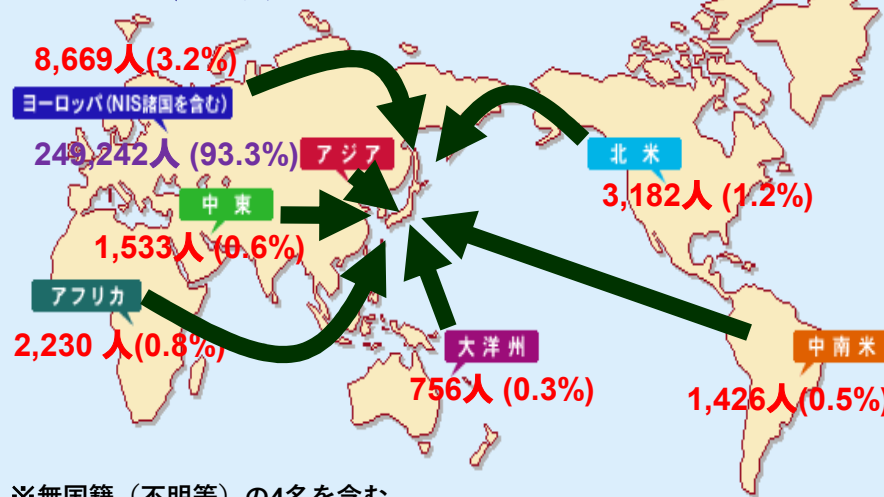 8,669人(3.2%)
ヨーロッパ(NIS諸国を含む)
249,242人 (93.3%)
アジア
北米
3,182人 (1.2%)
中東
1,533人 (0.6%)
アフリカ
2,230 人(0.8%)
大洋州
756人 (0.3%)
中南米
1,426人(0.5%)
※無国籍（不明等）の4名を含む